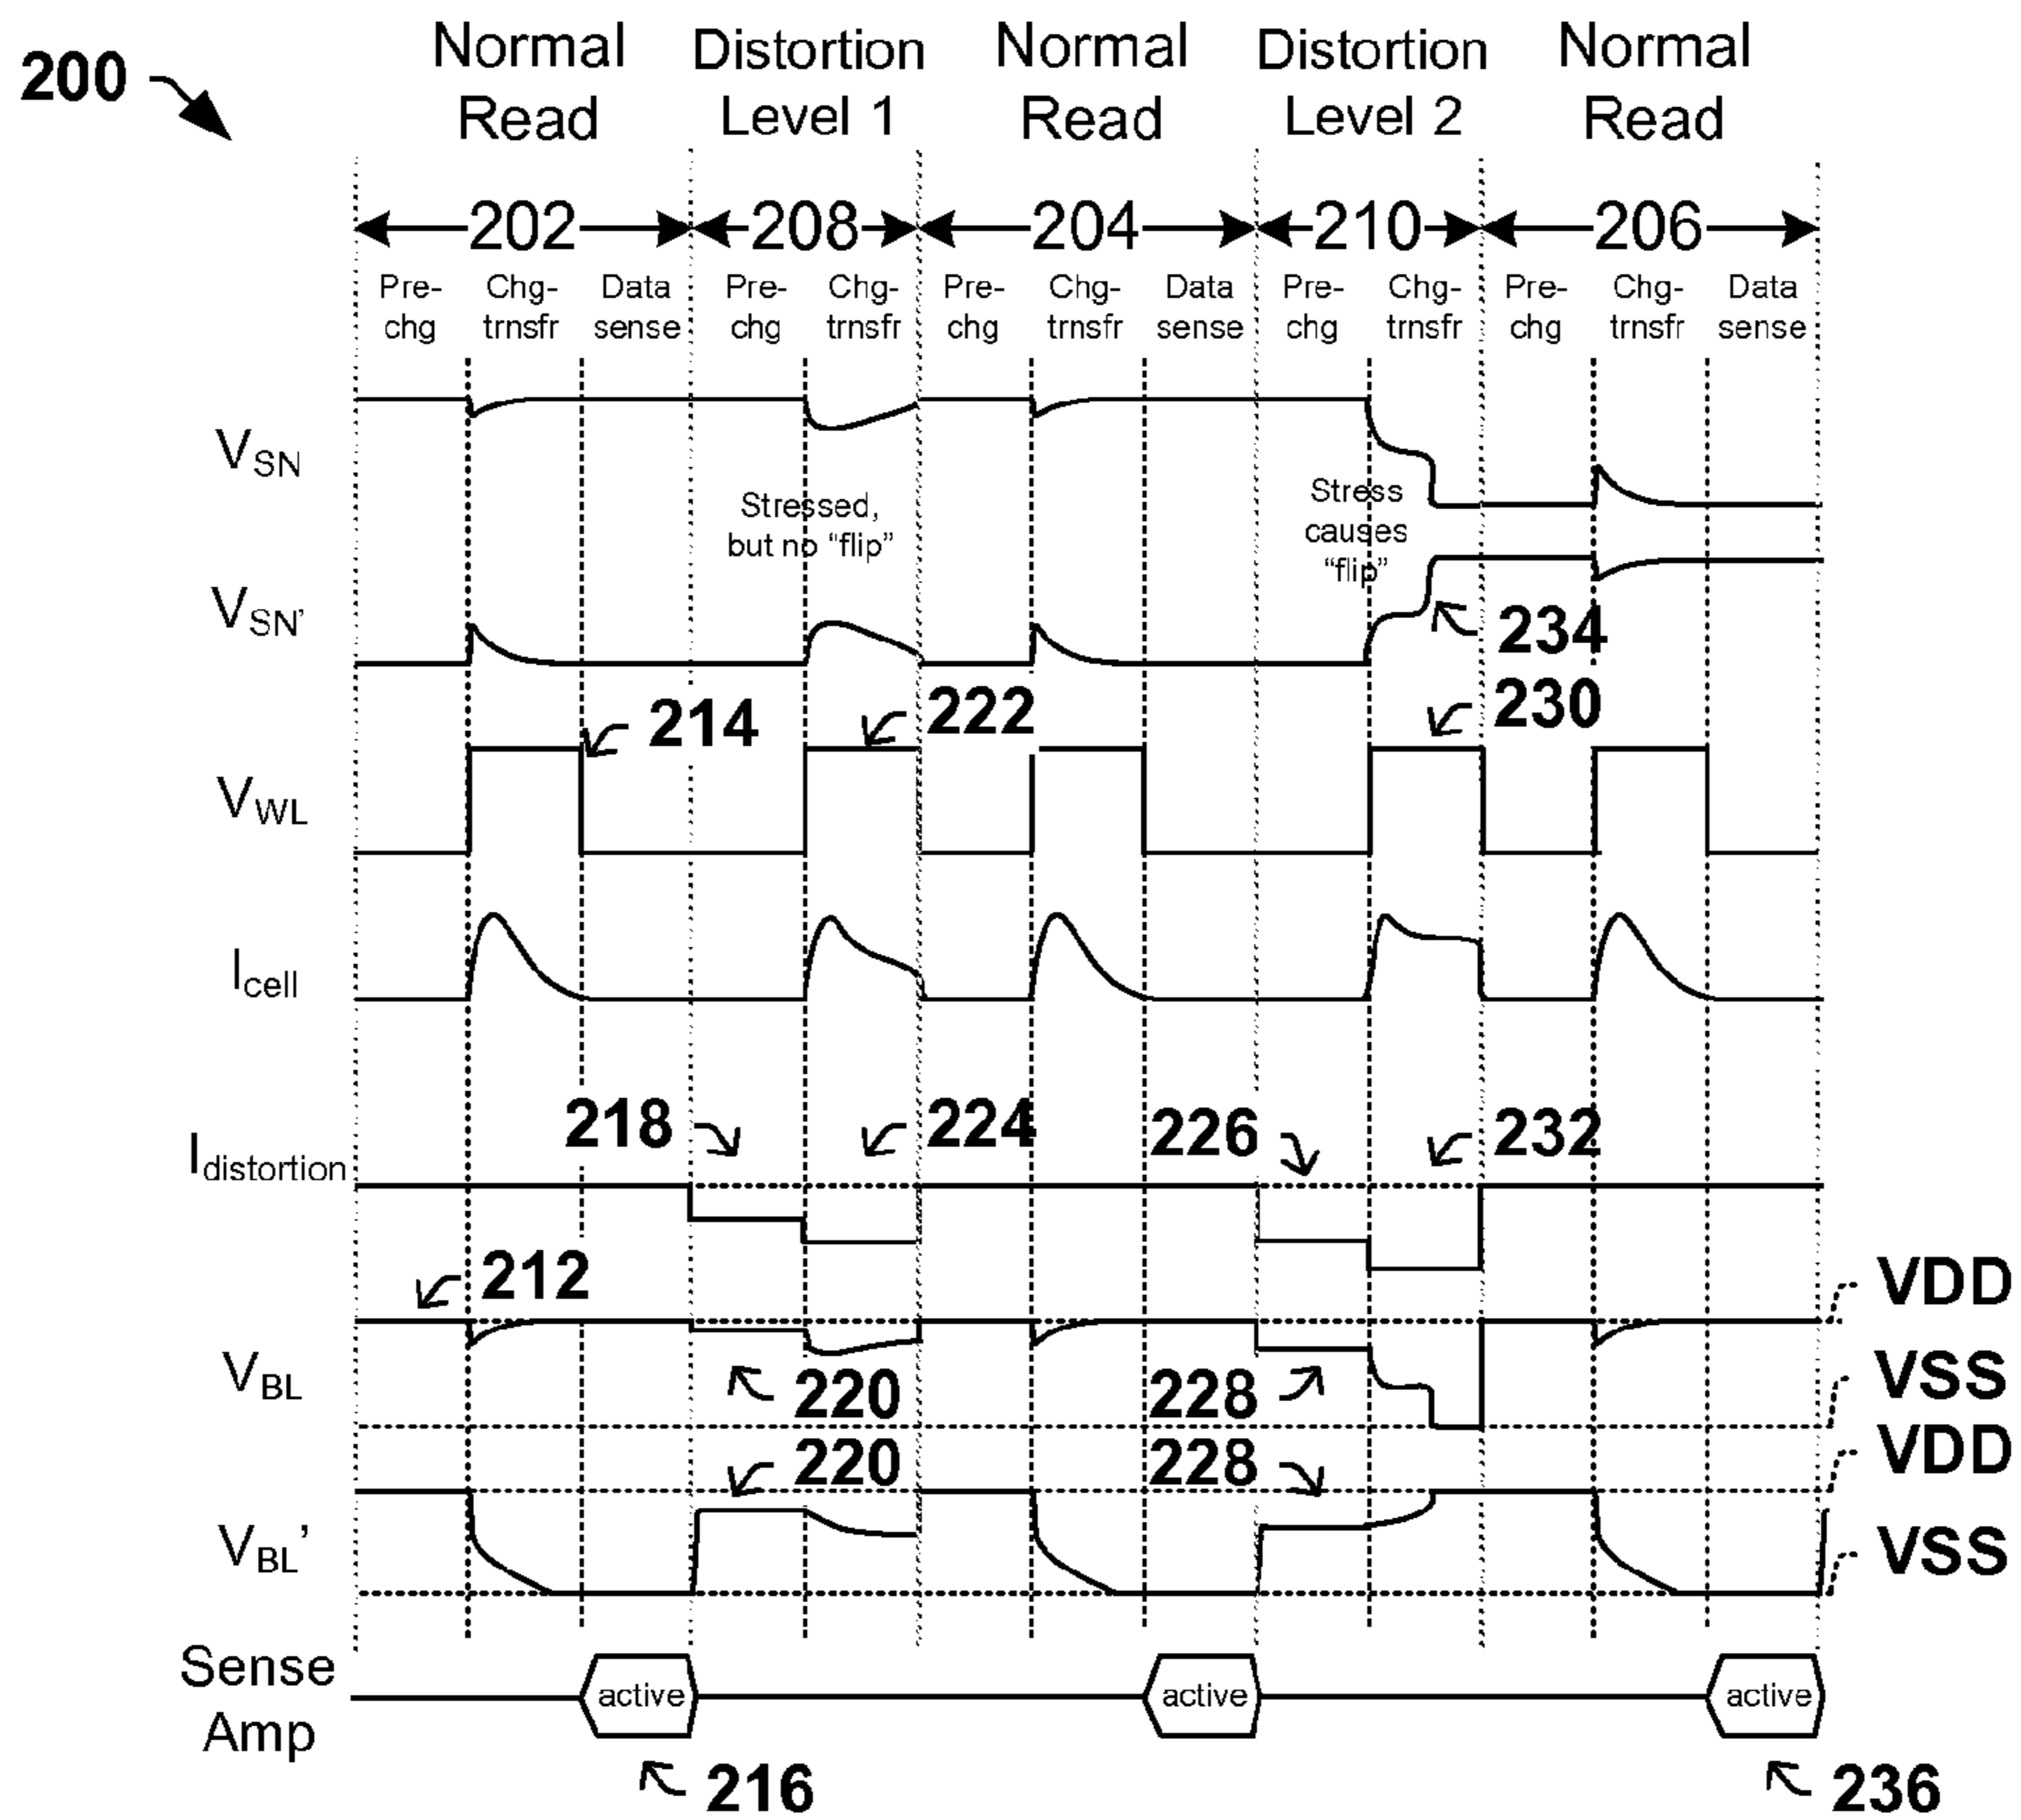 200
Normal Read
Distortion Level 1
Normal Read
Distortion Level 2
Normal Read
202
208
204
210
206
Pre-chg
Chg-trnsfr
Data sense
Pre-chg
Chg-trnsfr
Pre-chg
Chg-trnsfr
Data sense
Pre-chg
Chg-trnsfr
Pre-chg
Chg-trnsfr
Data sense
VSN
Stressed,
but no “flip”
Stress
causes
“flip”
VSN'
234
214
222
230
VWL
Icell
218
224
226
232
Idistortion
212
VDD
VBL
220
228
VSS
220
228
VDD
VBL’
VSS
Sense
Amp
active
active
active
216
236